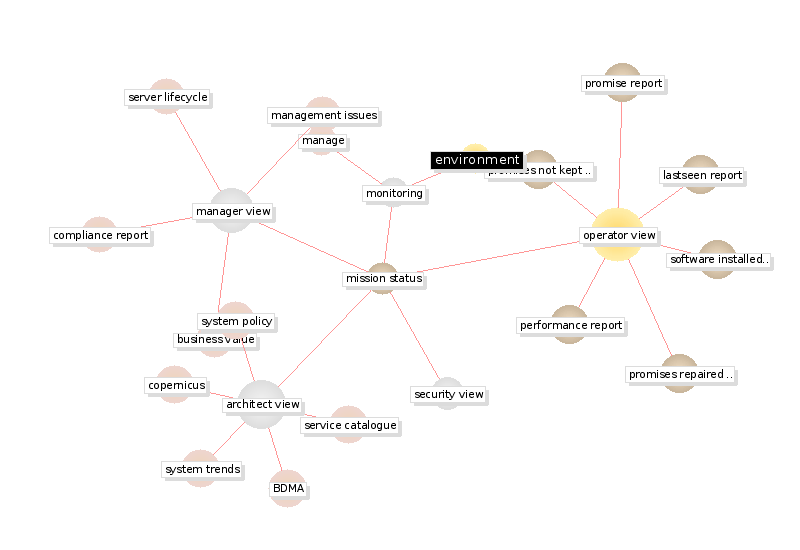 promise report
server lifecycle
management issues
manage
environment
promises not kept ..
lastseen report
monitoring
manager view
compliance report
operator view
software installed..
mission status
system policy
performance report
business value
promises repaired ..
copernicus
security view
architect view
service catalogue
system trends
BDMA